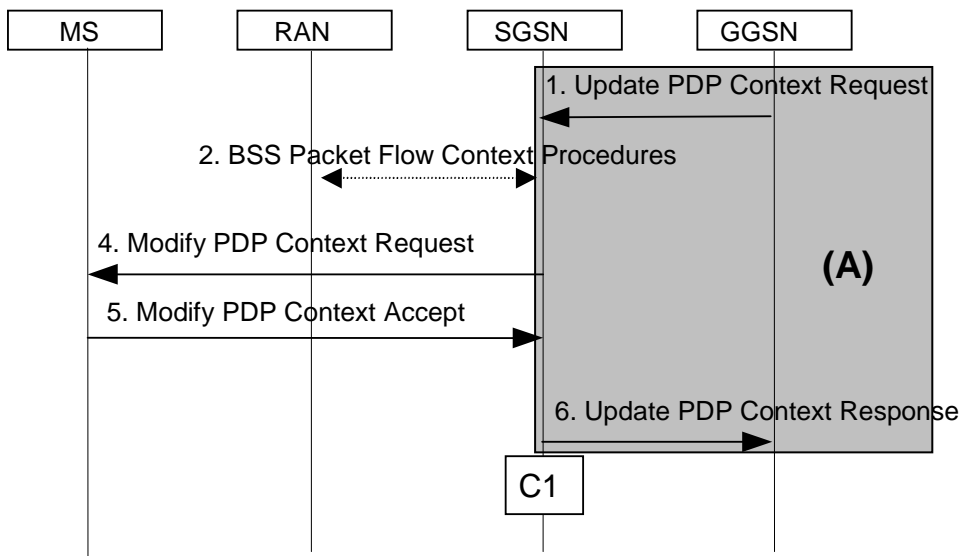 MS
RAN
SGSN
GGSN
1. Update PDP Context Request
2. BSS Packet Flow Context Procedures
4. Modify PDP Context Request
(A)
5. Modify PDP Context Accept
6. Update PDP Context Response
C1